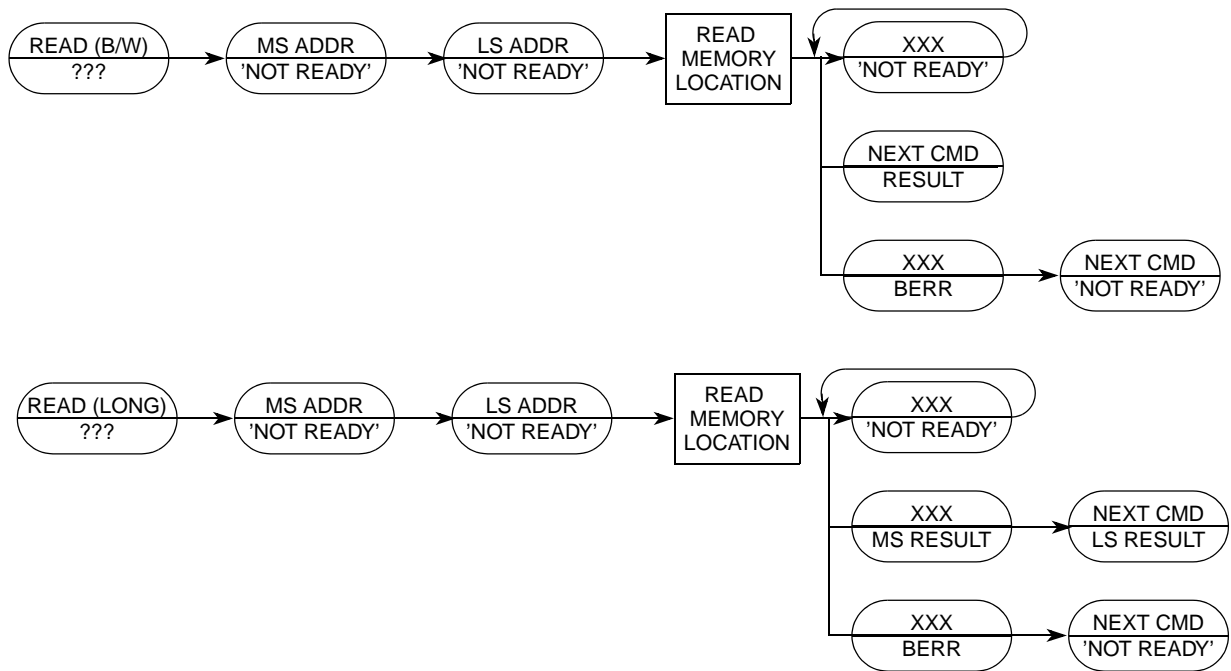 READ (B/W)
???
MS ADDR
'NOT READY'
LS ADDR
'NOT READY'
READ
MEMORY
LOCATION
XXX
'NOT READY'
NEXT CMD
RESULT
XXX
BERR
NEXT CMD
'NOT READY'
READ (LONG)
???
MS ADDR
'NOT READY'
LS ADDR
'NOT READY'
READ
MEMORY
LOCATION
XXX
'NOT READY'
XXX
MS RESULT
NEXT CMD
LS RESULT
XXX
BERR
NEXT CMD
'NOT READY'